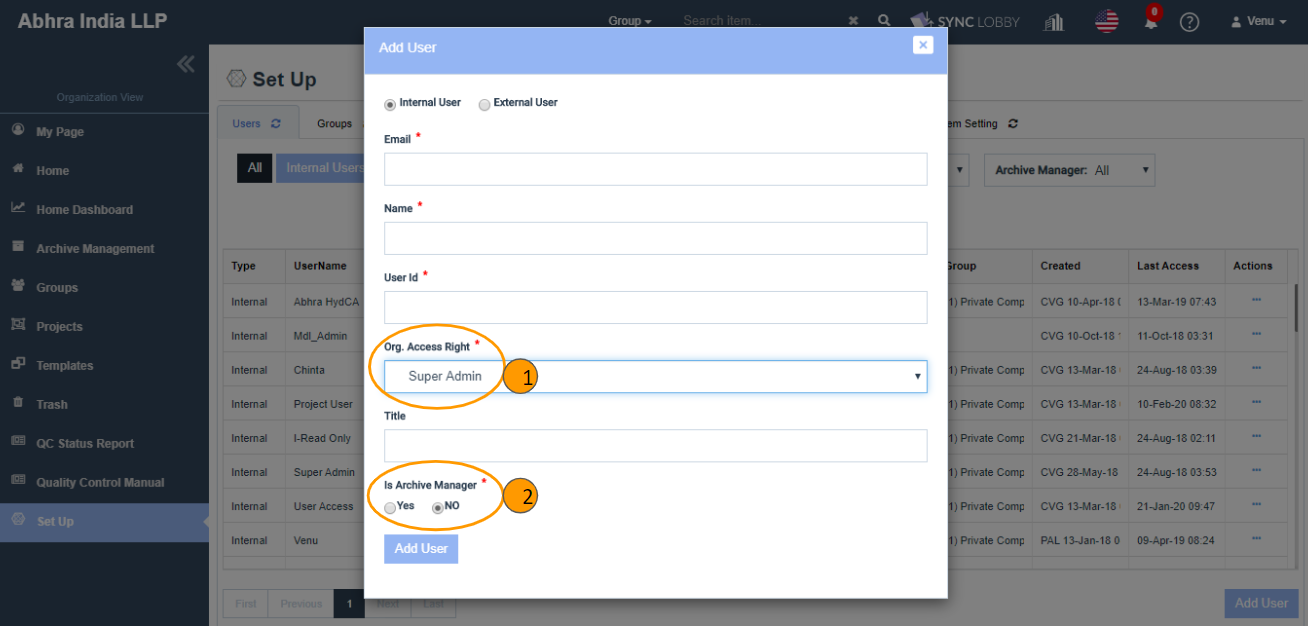 Abhra India LLP
Group
Search item...
SYNC LOBBY
0
Venu
Organization View
My Page
Home
Home Dashboard
Archive Management
Groups
Projects
Templates
Trash
QC Status Report
Quality Control Manual
Set Up
Set Up
Users
Groups
em Setting
All
Internal Users
Archive Manager: All
Type UserName
Group Created Last Access Actions
Internal Abhra HydCA 1) Private Comp CVG 10-Apr-18 13-Mar-19 07:43
Internal Mdl_Admin CVG 10-Oct-18 11-Oct-18 03:31
Internal Chinta 1) Private Comp CVG 13-Mar-18 24-Aug-18 03:39
Internal Project User 1) Private Comp CVG 13-Mar-18 10-Feb-20 08:32
Internal I-Read Only 1) Private Comp CVG 21-Mar-18 24-Aug-18 02:11
Internal Super Admin 1) Private Comp CVG 28-May-18 24-Aug-18 03:53
Internal User Access 1) Private Comp CVG 13-Mar-18 21-Jan-20 09:47
Internal Venu 1) Private Comp PAL 13-Jan-18 0 09-Apr-19 08:24
First Previous 1 Next Last
Add User
Add User
Internal User External User
Email *
Name *
User Id *
Org. Access Right *
Super Admin
1
Title
Is Archive Manager *
Yes NO
2
Add User